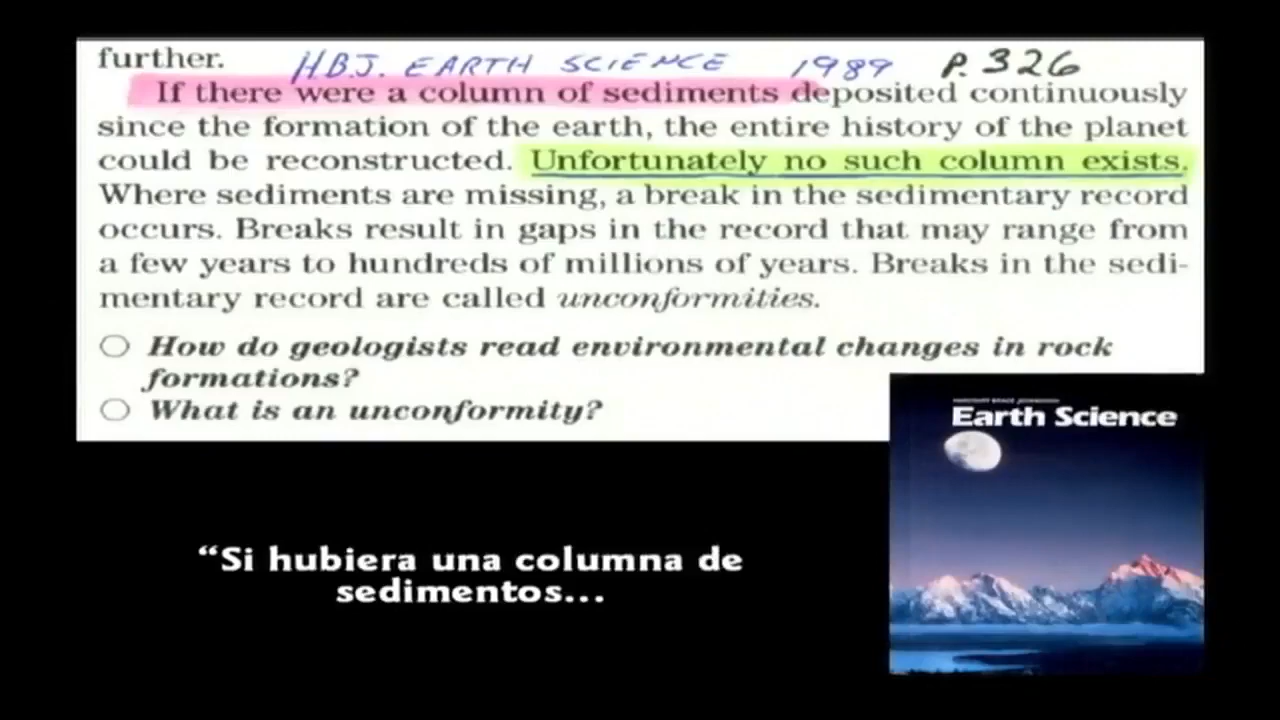 further. H.B.J. EARTH SCIENCE 1989 P. 326
If there were a column of sediments deposited continuously
since the formation of the earth, the entire history of the planet
could be reconstructed. Unfortunately no such column exists.
Where sediments are missing, a break in the sedimentary record
occurs. Breaks result in gaps in the record that may range from
a few years to hundreds of millions of years. Breaks in the sedi-
mentary record are called unconformities.
How do geologists read environmental changes in rock
formations?
What is an unconformity?
HARCOURT BRACE JOVANOVICH
Earth Science
“Si hubiera una columna de
sedimentos...